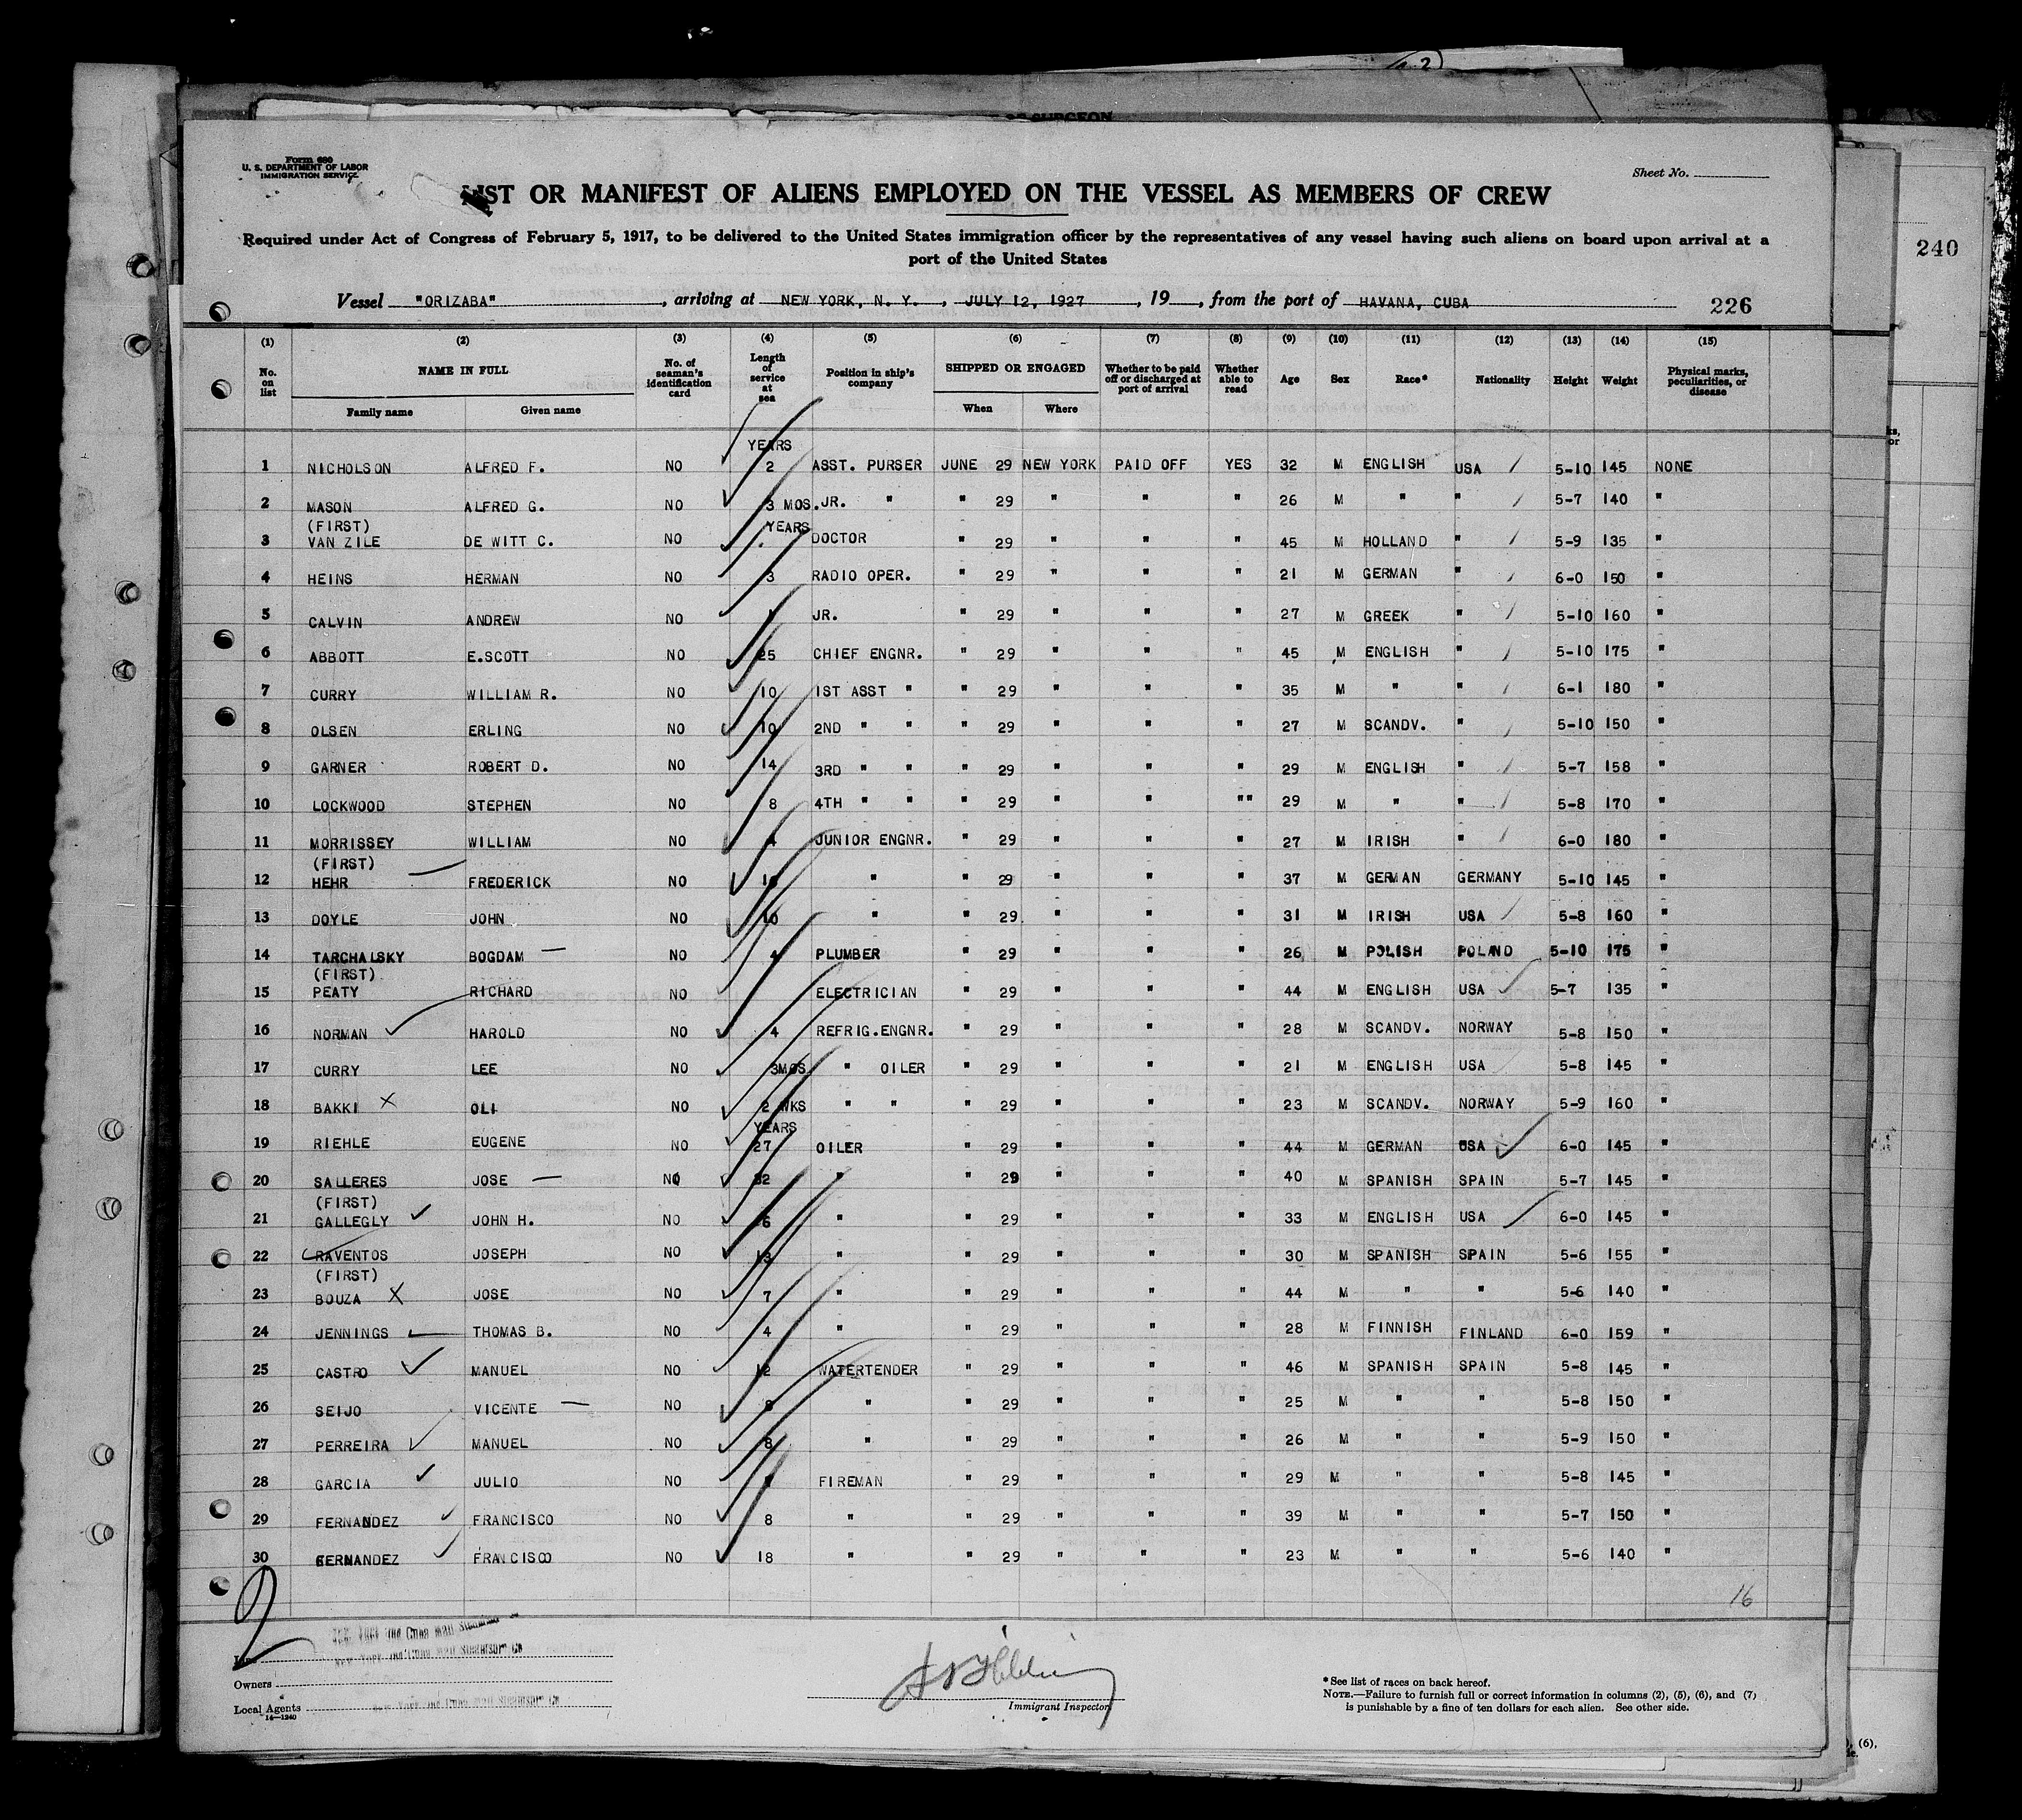 Form 680
U. S. DEPARTMENT OF LABOR
IMMIGRATION SERVICE
Sheet No.
LIST OR MANIFEST OF ALIENS EMPLOYED ON THE VESSEL AS MEMBERS OF CREW
Required under Act of Congress of February 5, 1917, to be delivered to the United States immigration officer by the representatives of any vessel having such aliens on board upon arrival at a
port of the United States
240
Vessel "ORIZABA", arriving at NEW YORK, N. Y., JULY 12, 1927, 19, from the port of HAVANA, CUBA
226
(1) (2) (3) (4) (5) (6) (7) (8) (9) (10) (11) (12) (13) (14) (15)
No. on list NAME IN FULL No. of seaman's identification card Length of service at sea Position in ship's company SHIPPED OR ENGAGED Whether to be paid off or discharged at port of arrival Whether able to read Age Sex Race* Nationality Height Weight Physical marks, peculiarities, or disease
Family name Given name When Where
YEARS
1 NICHOLSON ALFRED F. NO 2 ASST. PURSER JUNE 29 NEW YORK PAID OFF YES 32 M ENGLISH USA 5-10 145 NONE
2 MASON ALFRED G. NO 3 MOS. JR. " " 29 " " " 26 M " " 5-7 140 "
(FIRST) YEARS
3 VAN ZILE DE WITT C. NO DOCTOR " 29 " " " 45 M HOLLAND " 5-9 135 "
4 HEINS HERMAN NO 3 RADIO OPER. " 29 " " " 21 M GERMAN " 6-0 150 "
5 CALVIN ANDREW NO JR. " 29 " " " 27 M GREEK " 5-10 160 "
6 ABBOTT E.SCOTT NO 25 CHIEF ENGNR. " 29 " " " 45 M ENGLISH " 5-10 175 "
7 CURRY WILLIAM R. NO 10 1ST ASST " " 29 " " " 35 M " " 6-1 180 "
8 OLSEN ERLING NO 10 2ND " " " 29 " " " 27 M SCANDV. " 5-10 150 "
9 GARNER ROBERT D. NO 14 3RD " " " 29 " " " 29 M ENGLISH " 5-7 158 "
10 LOCKWOOD STEPHEN NO 8 4TH " " " 29 " " "" 29 M " " 5-8 170 "
11 MORRISSEY WILLIAM NO 4 JUNIOR ENGNR. " 29 " " " 27 M IRISH " 6-0 180 "
(FIRST)
12 HEHR FREDERICK NO " " 29 " " " 37 M GERMAN GERMANY 5-10 145 "
13 DOYLE JOHN NO 10 " " 29 " " " 31 M IRISH USA 5-8 160 "
14 TARCHALSKY BOGDAM NO 4 PLUMBER " 29 " " " 26 M POLISH POLAND 5-10 175 "
(FIRST)
15 PEATY RICHARD NO ELECTRICIAN " 29 " " " 44 M ENGLISH USA 5-7 135 "
16 NORMAN HAROLD NO 4 REFRIG.ENGNR. " 29 " " " 28 M SCANDV. NORWAY 5-8 150 "
17 CURRY LEE NO 3MOS. " OILER " 29 " " " 21 M ENGLISH USA 5-8 145 "
18 BAKKI OLI NO 2 WKS " " " 29 " " " 23 M SCANDV. NORWAY 5-9 160 "
YEARS
19 RIEHLE EUGENE NO 27 OILER " 29 " " " 44 M GERMAN USA 6-0 145 "
20 SALLERES JOSE NO " " 29 " " " 40 M SPANISH SPAIN 5-7 145 "
(FIRST)
21 GALLEGLY JOHN H. NO 6 " " 29 " " " 33 M ENGLISH USA 6-0 145 "
22 RAVENTOS JOSEPH NO 13 " " 29 " " " 30 M SPANISH SPAIN 5-6 155 "
(FIRST)
23 BOUZA JOSE NO 7 " " 29 " " " 44 M " " 5-6 140 "
24 JENNINGS THOMAS B. NO 4 " " 29 " " " 28 M FINNISH FINLAND 6-0 159 "
25 CASTRO MANUEL NO 12 WATERTENDER " 29 " " " 46 M SPANISH SPAIN 5-8 145 "
26 SEIJO VICENTE NO " " 29 " " " 25 M " " 5-8 150 "
27 PERREIRA MANUEL NO 8 " " 29 " " " 26 M " " 5-9 150 "
28 GARCIA JULIO NO FIREMAN " 29 " " " 29 M " " 5-8 145 "
29 FERNANDEZ FRANCISCO NO 8 " " 29 " " " 39 M " " 5-7 150 "
30 FERNANDEZ FRANCISCO NO 18 " " 29 " " " 23 M " " 5-6 140 "
16
New York and Cuba Mail Steamship Co
Owners
Local Agents New York and Cuba Mail Steamship Co
14-1240
Immigrant Inspector
*See list of races on back hereof.
NOTE.—Failure to furnish full or correct information in columns (2), (5), (6), and (7)
is punishable by a fine of ten dollars for each alien. See other side.